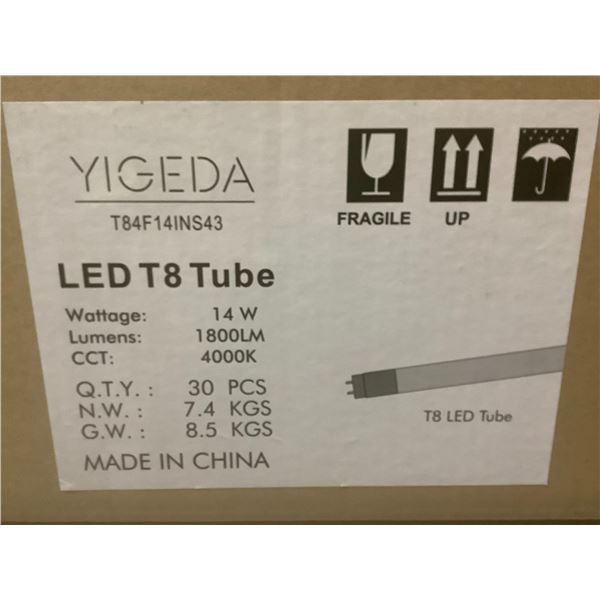 YIGEDA
T84F14INS43
FRAGILE
UP
LED T8 Tube
Wattage: 14 W
Lumens: 1800LM
CCT: 4000K
Q.T.Y. : 30 PCS
N.W. : 7.4 KGS
G.W. : 8.5 KGS
T8 LED Tube
MADE IN CHINA